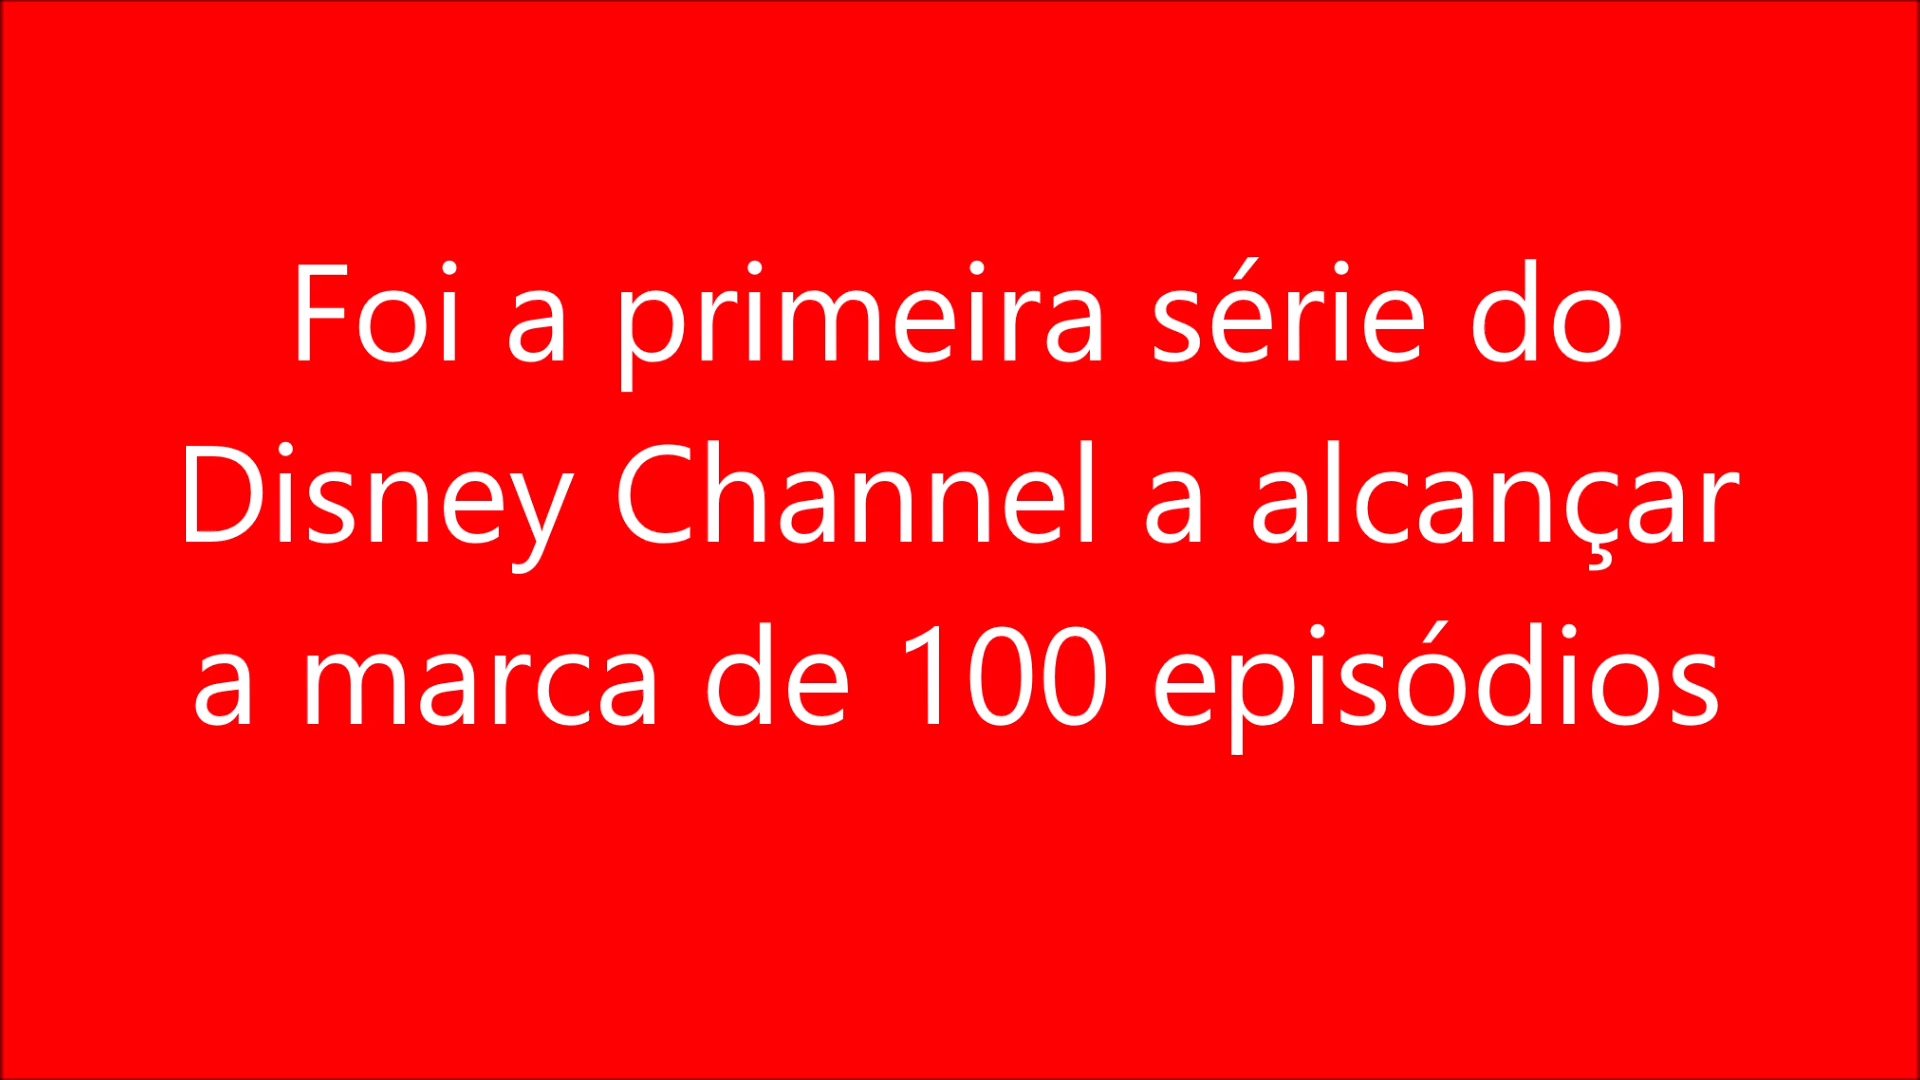 Foi a primeira série do
Disney Channel a alcançar
a marca de 100 episódios